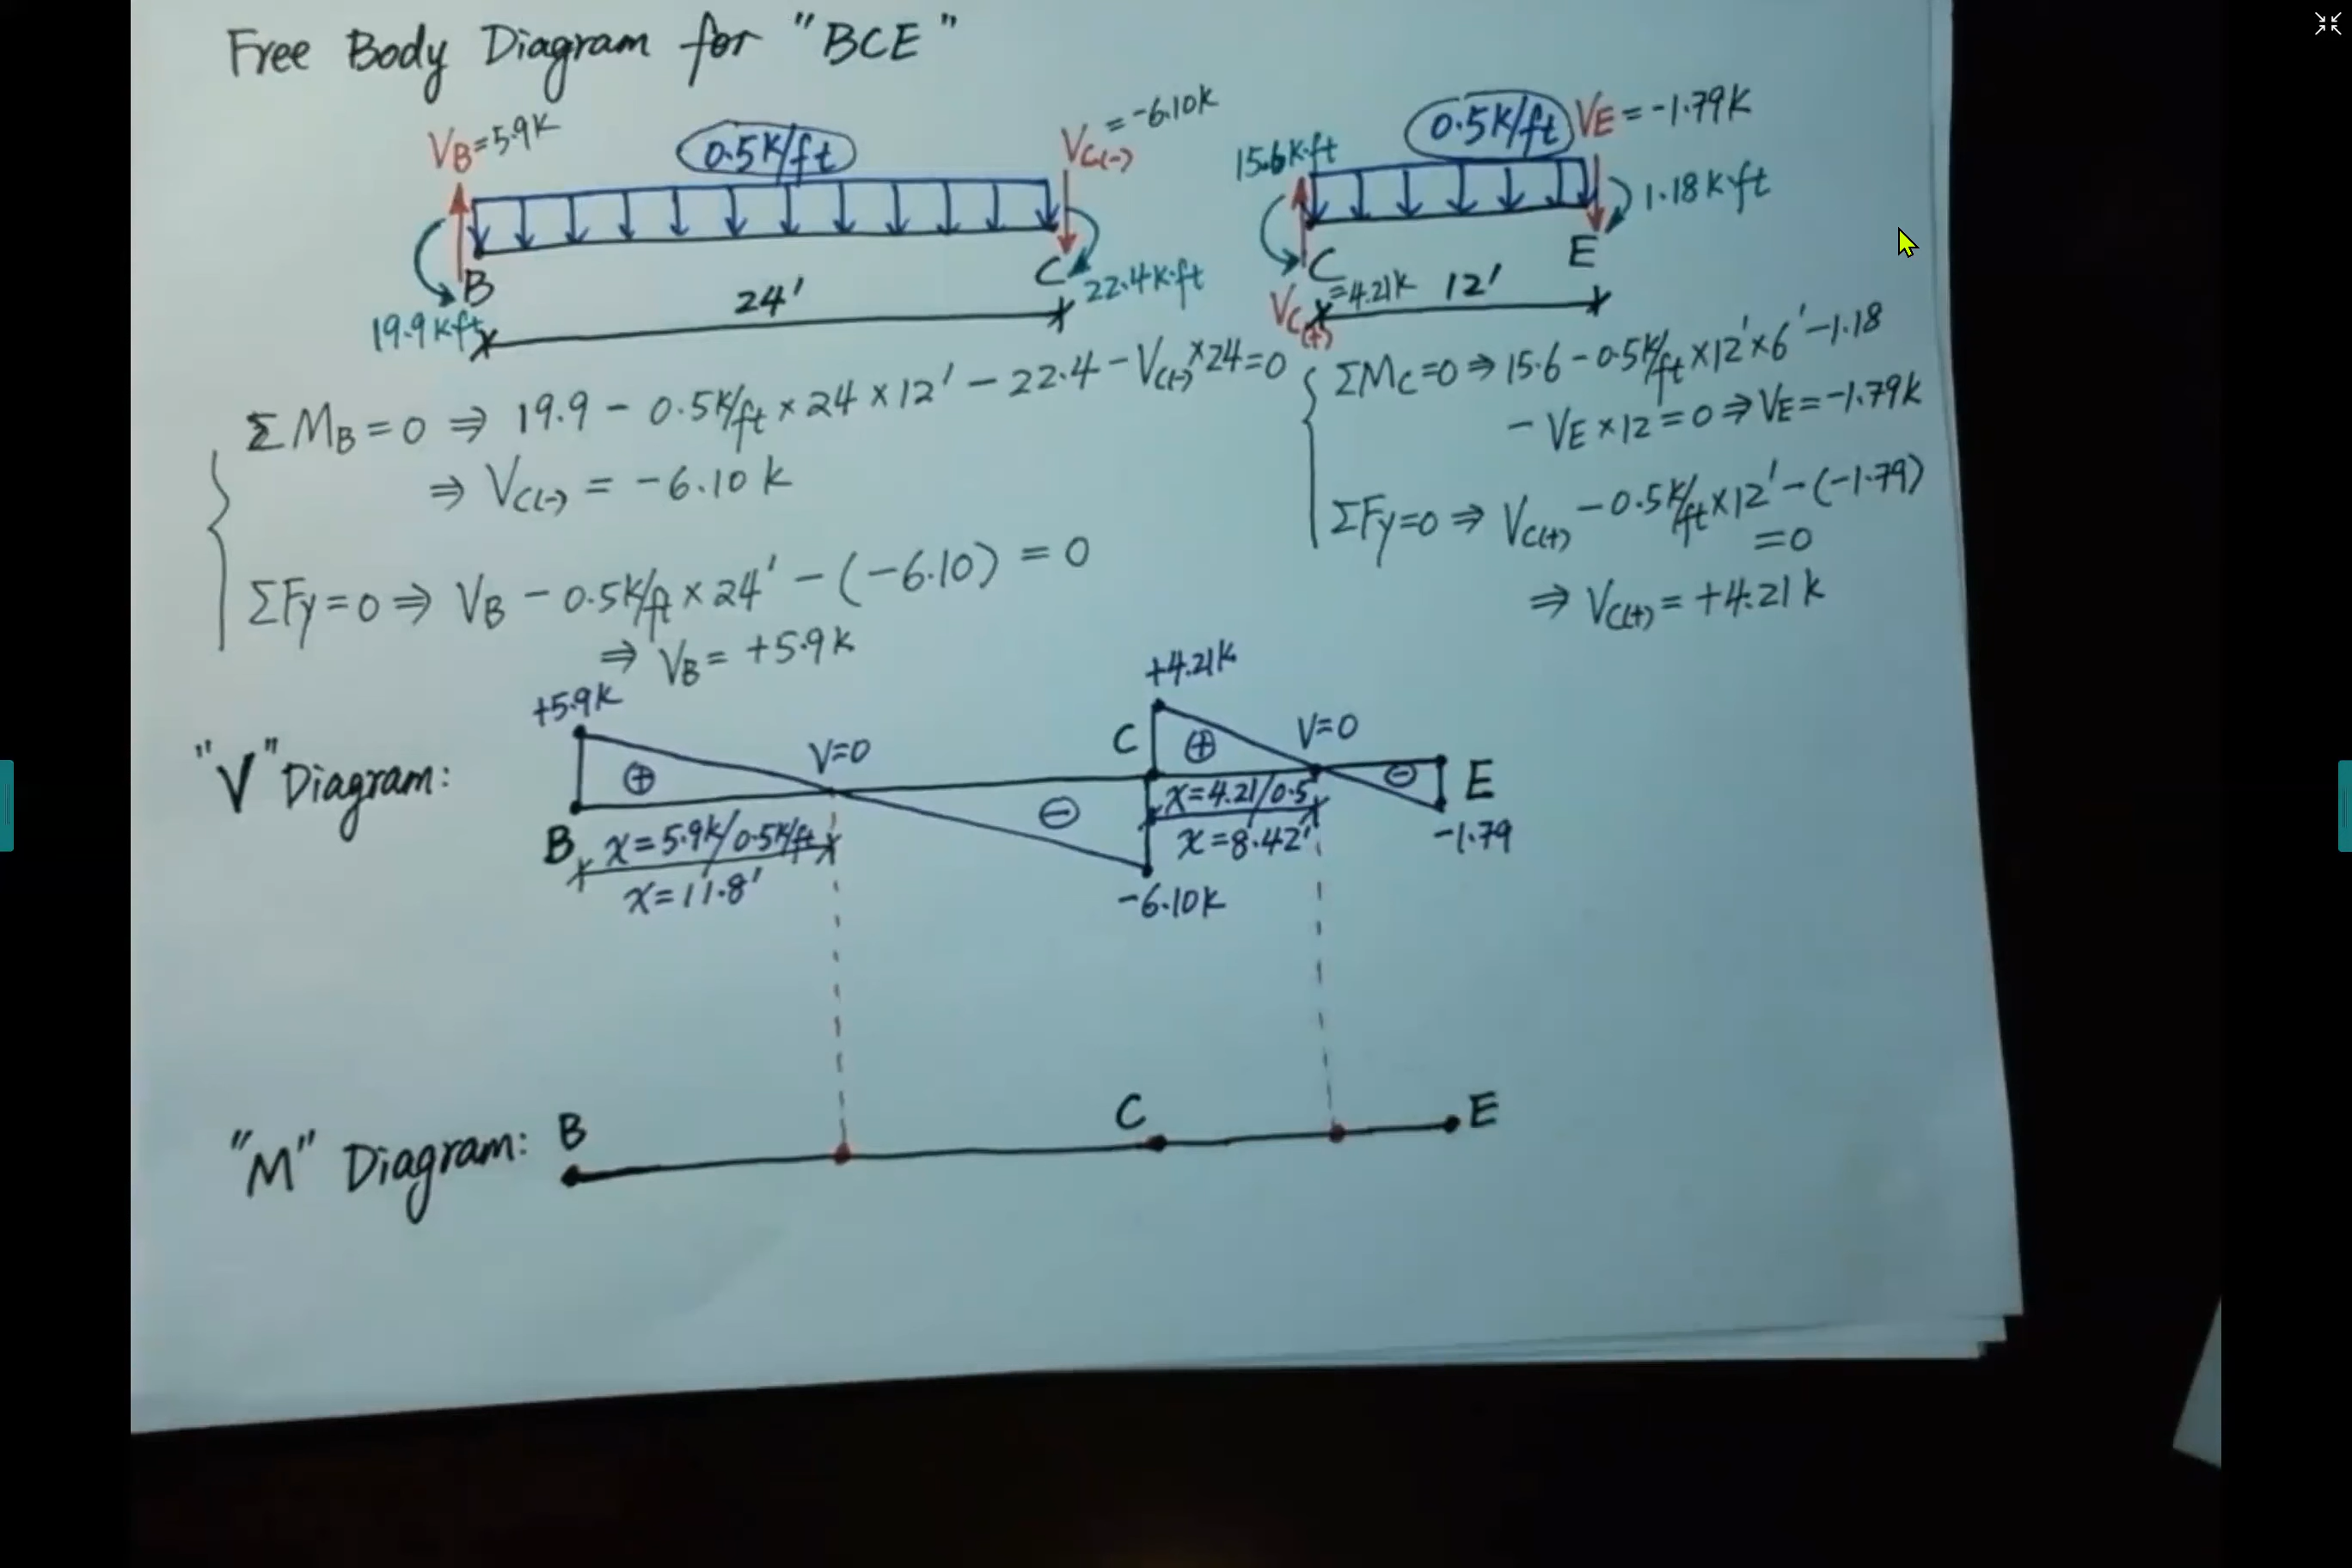 Free Body Diagram for "BCE"
VB=5.9K
0.5K/ft
VC(-) = -6.10K
B
C
19.9 K·ft
24'
22.4 K·ft
15.6 K·ft
0.5K/ft
VE = -1.79K
1.18 K·ft
C
E
VC(+) =4.21K
12'
ΣMB=0 ⇒ 19.9 - 0.5K/ft × 24 × 12' - 22.4 - VC(-) × 24=0
⇒ VC(-) = -6.10 K
ΣFy=0 ⇒ VB - 0.5K/ft × 24' - (-6.10) = 0
⇒ VB = +5.9K
ΣMC=0 ⇒ 15.6 - 0.5K/ft × 12' × 6' - 1.18
- VE × 12 = 0 ⇒ VE = -1.79K
ΣFy=0 ⇒ VC(+) - 0.5K/ft × 12' - (-1.79)
=0
⇒ VC(+) = +4.21 K
"V" Diagram:
+5.9K
⊕
V=0
B
x=5.9K/0.5K/ft
x=11.8'
⊖
C
+4.21K
⊕
V=0
⊖
E
x=4.21/0.5
x=8.42'
-1.79
-6.10K
"M" Diagram:
B
C
E